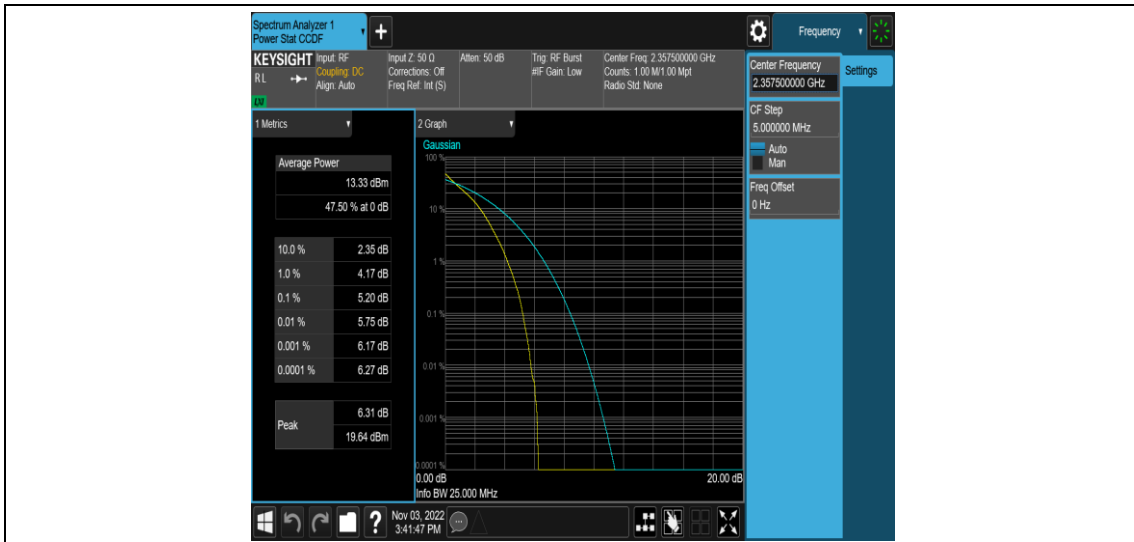 Spectrum Analyzer 1
Power Stat CCDF
Frequency
KEYSIGHT
RL
Input: RF
Coupling: DC
Align: Auto
Input Z: 50 Ω
Corrections: Off
Freq Ref: Int (S)
Atten: 50 dB
Trig: RF Burst
#IF Gain: Low
Center Freq: 2.357500000 GHz
Counts: 1.00 M/1.00 Mpt
Radio Std: None
Center Frequency
2.357500000 GHz
Settings
CF Step
5.000000 MHz
Auto
Man
Freq Offset
0 Hz
1 Metrics
Average Power
13.33 dBm
47.50 % at 0 dB
10.0 % 2.35 dB
1.0 % 4.17 dB
0.1 % 5.20 dB
0.01 % 5.75 dB
0.001 % 6.17 dB
0.0001 % 6.27 dB
Peak
6.31 dB
19.64 dBm
2 Graph
Gaussian
100 %
10 %
1 %
0.1 %
0.01 %
0.001 %
0.0001 %
0.00 dB
20.00 dB
Info BW 25.000 MHz
Nov 03, 2022
3:41:47 PM